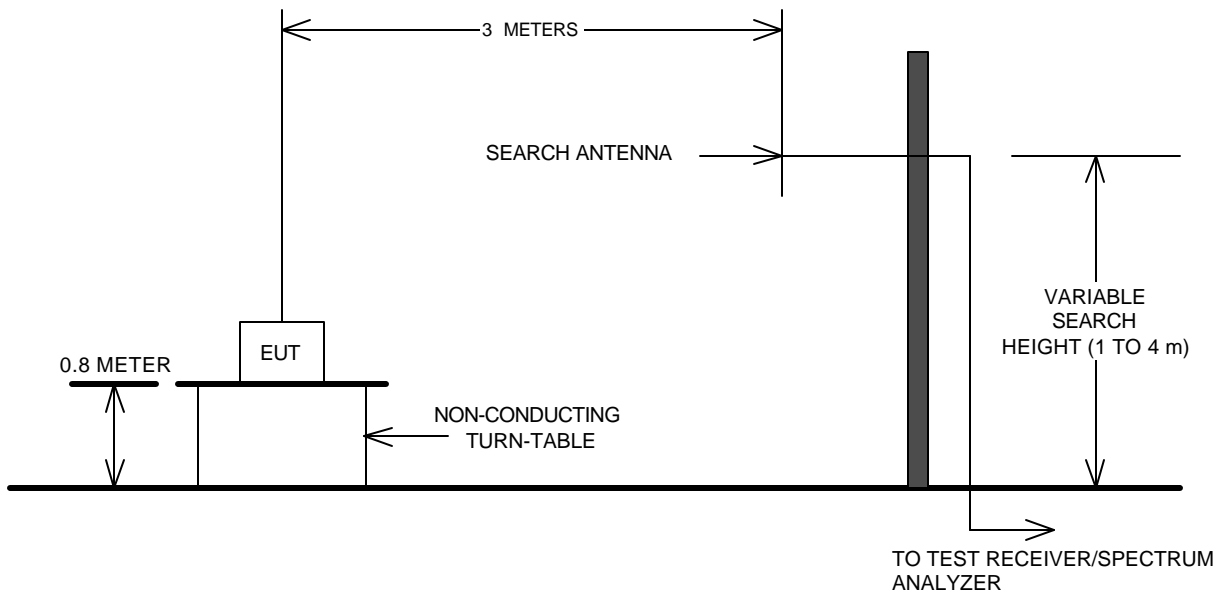 3 METERS
SEARCH ANTENNA
VARIABLE
SEARCH
HEIGHT (1 TO 4 m)
EUT
0.8 METER
NON-CONDUCTING
TURN-TABLE
TO TEST RECEIVER/SPECTRUM
ANALYZER